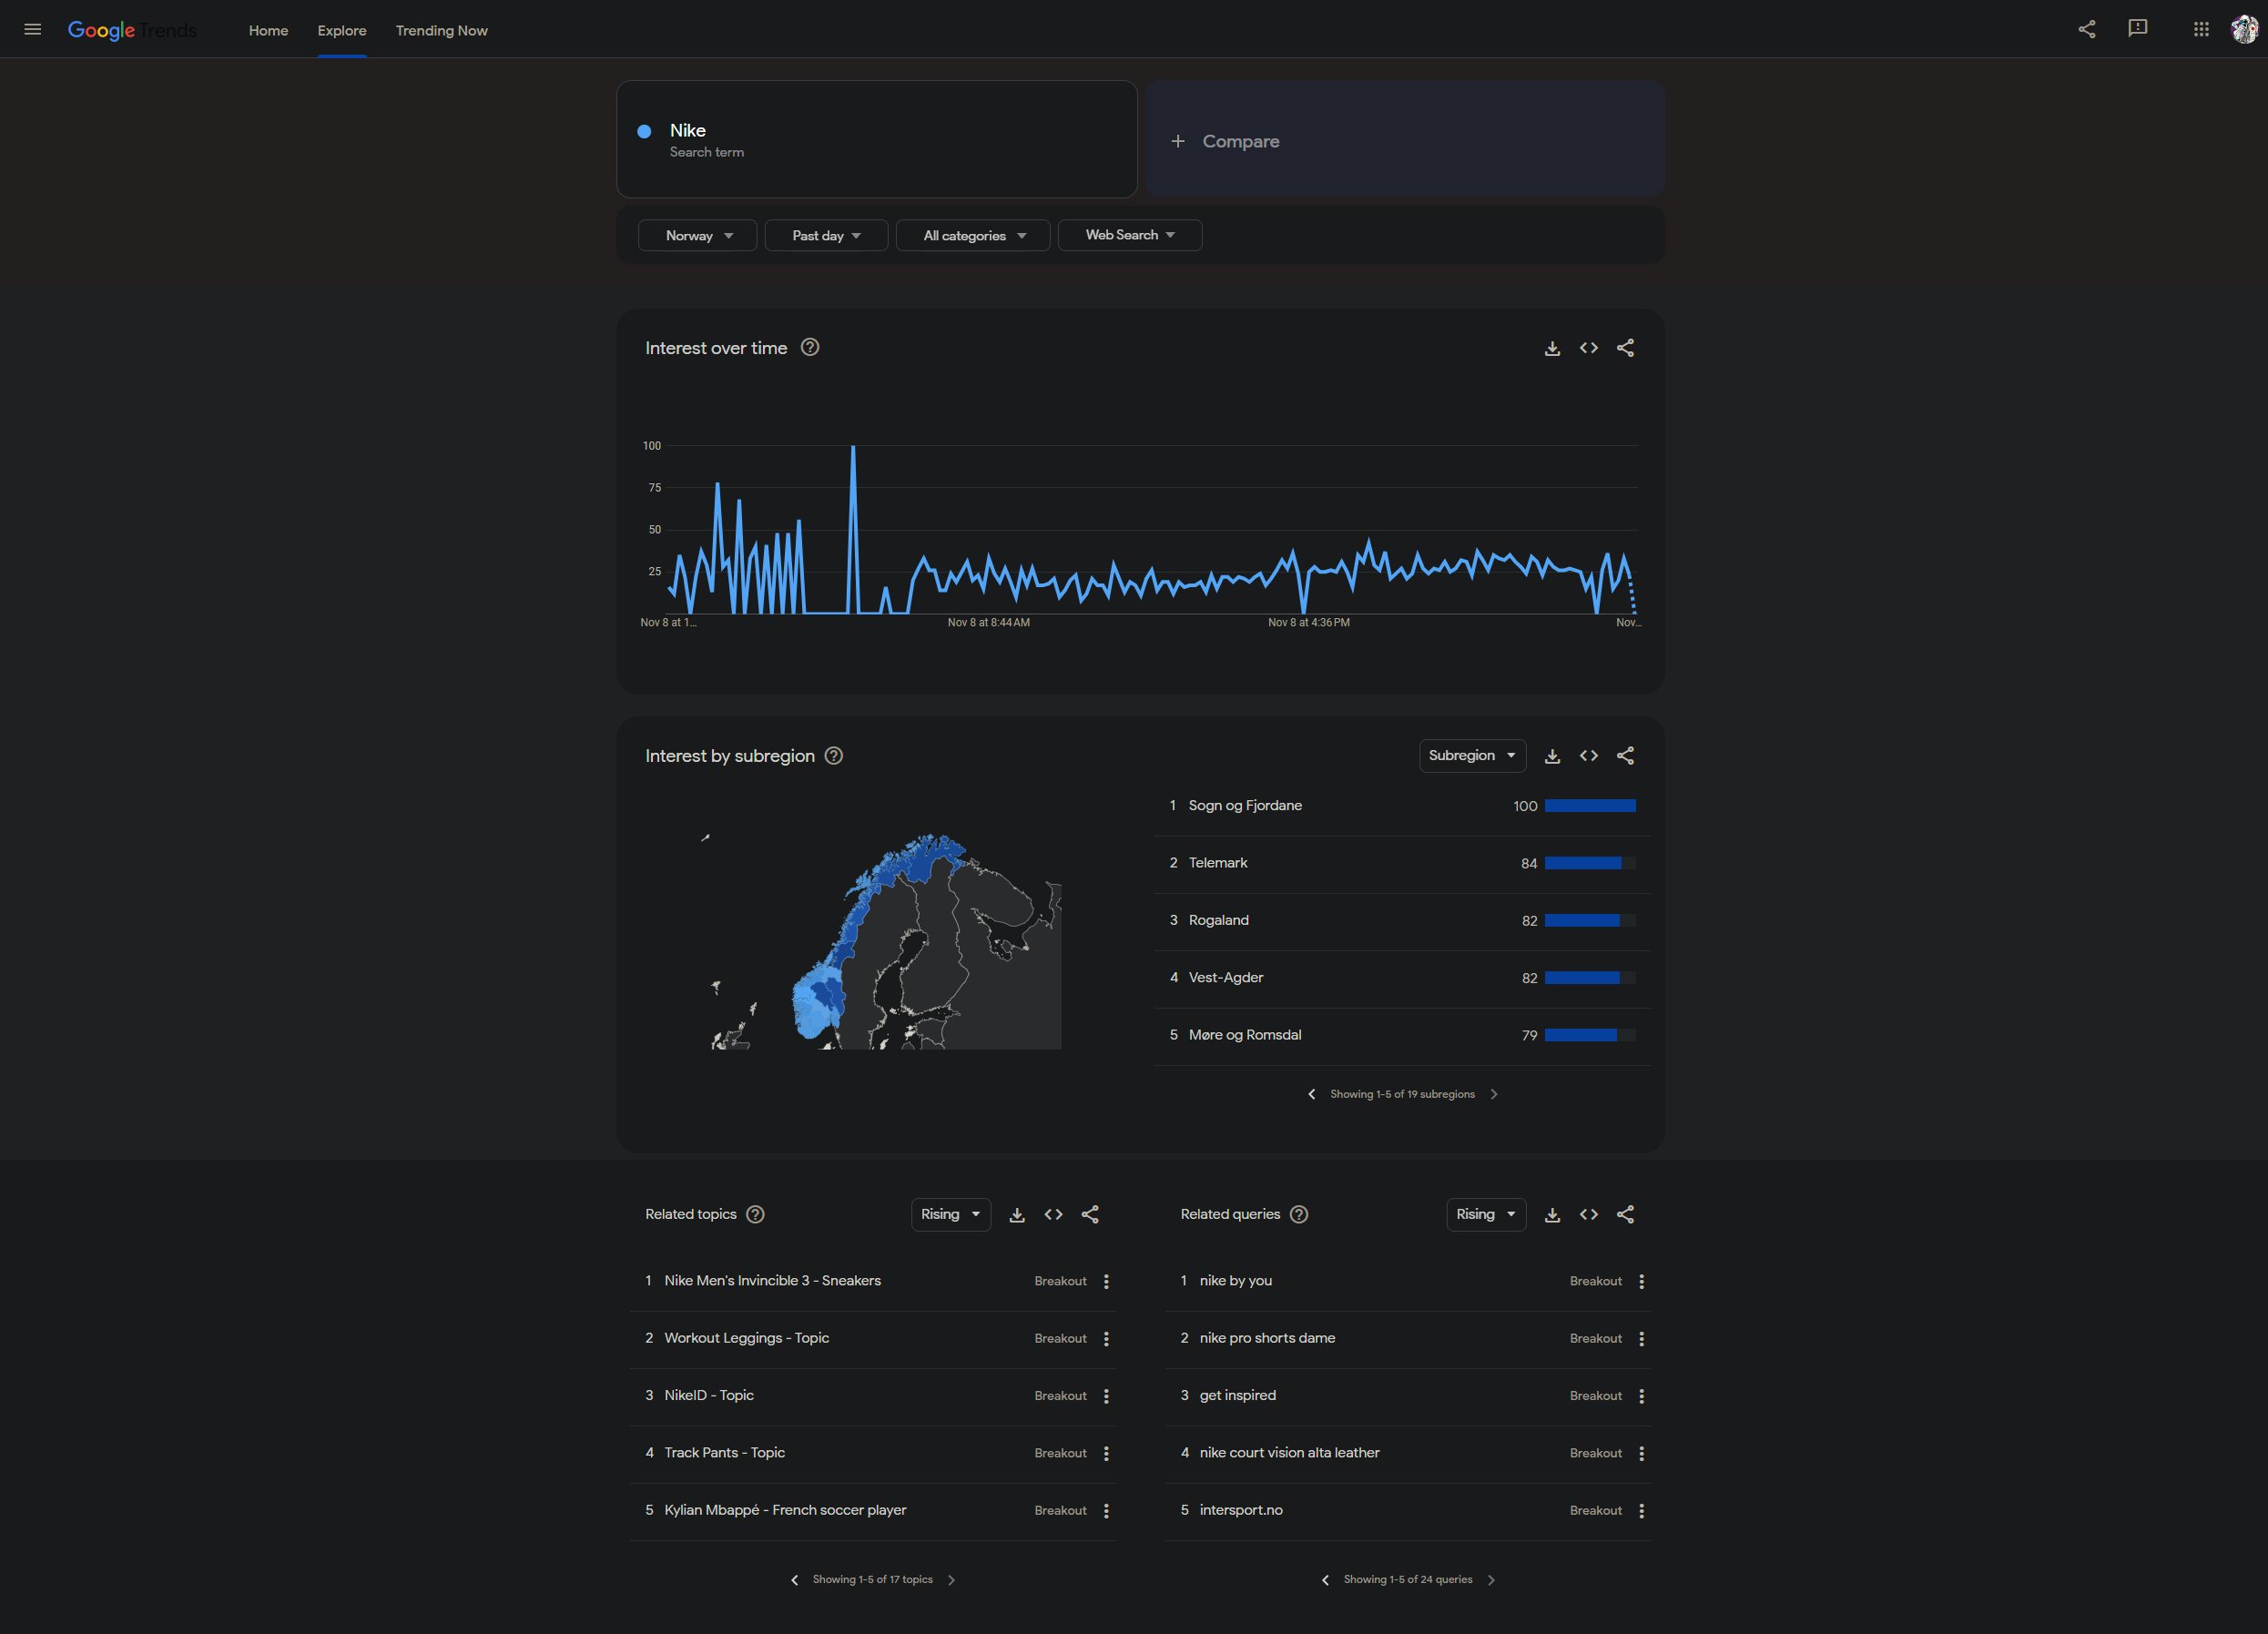 Google Trends Home Explore Trending Now
Nike
Search term
Compare
Norway Past day All categories Web Search
Interest over time
100
75
50
25
Nov 8 at 1... Nov 8 at 8:44 AM Nov 8 at 4:36 PM Nov...
Interest by subregion Subregion
1 Sogn og Fjordane 100
2 Telemark 84
3 Rogaland 82
4 Vest-Agder 82
5 Møre og Romsdal 79
Showing 1-5 of 19 subregions
Related topics Rising
1 Nike Men's Invincible 3 - Sneakers Breakout
2 Workout Leggings - Topic Breakout
3 NikeID - Topic Breakout
4 Track Pants - Topic Breakout
5 Kylian Mbappé - French soccer player Breakout
Showing 1-5 of 17 topics
Related queries Rising
1 nike by you Breakout
2 nike pro shorts dame Breakout
3 get inspired Breakout
4 nike court vision alta leather Breakout
5 intersport.no Breakout
Showing 1-5 of 24 queries